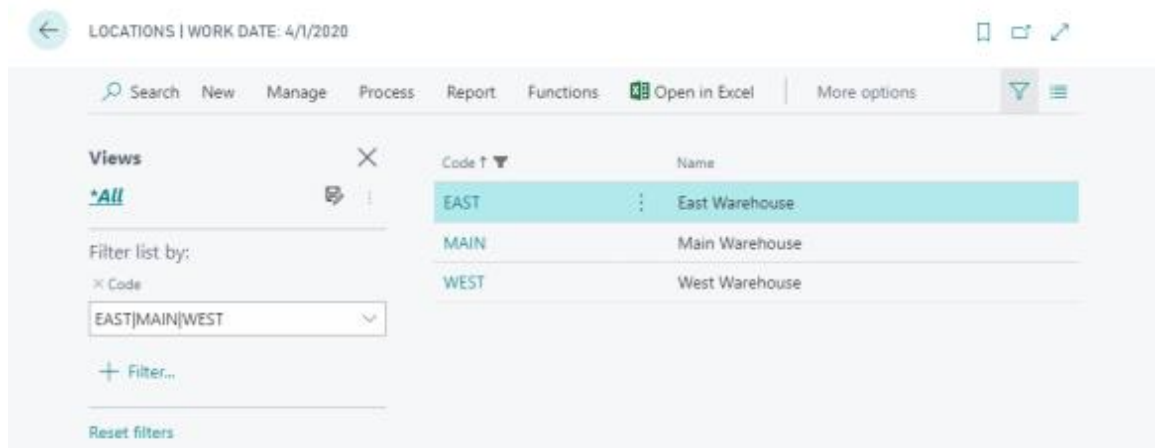 LOCATIONS | WORK DATE: 4/1/2020
Search New Manage Process Report Functions Open in Excel More options
Views
*All
Filter list by:
× Code
EAST|MAIN|WEST
+ Filter...
Reset filters
Code ↑ Name
EAST East Warehouse
MAIN Main Warehouse
WEST West Warehouse